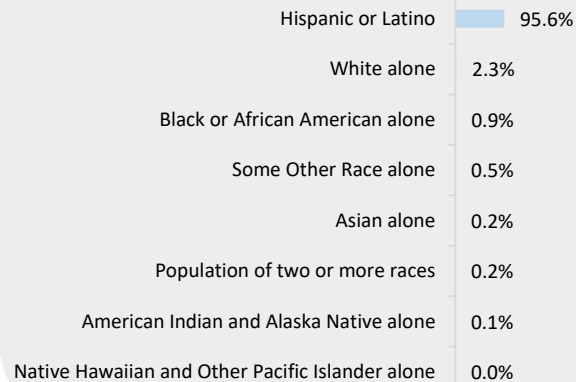 Hispanic or Latino 95.6%
White alone 2.3%
Black or African American alone 0.9%
Some Other Race alone 0.5%
Asian alone 0.2%
Population of two or more races 0.2%
American Indian and Alaska Native alone 0.1%
Native Hawaiian and Other Pacific Islander alone 0.0%